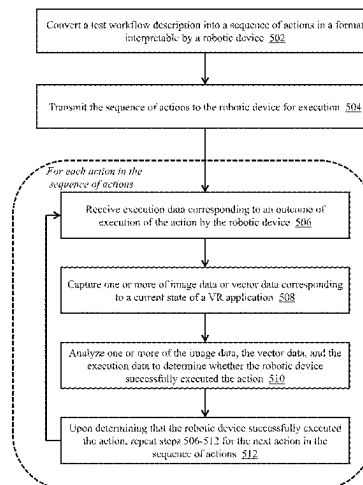 Convert a test workflow description into a sequence of actions in a format
interpretable by a robotic device 502
Transmit the sequence of actions to the robotic device for execution 504
For each action in the
sequence of actions
Receive execution data corresponding to an outcome of
execution of the action by the robotic device 506
Capture one or more of image data or vector data corresponding
to a current state of a VR application 508
Analyze one or more of the image data, the vector data, and the
execution data to determine whether the robotic device
successfully executed the action 510
Upon determining that the robotic device successfully executed
the action, repeat steps 506-512 for the next action in the
sequence of actions 512